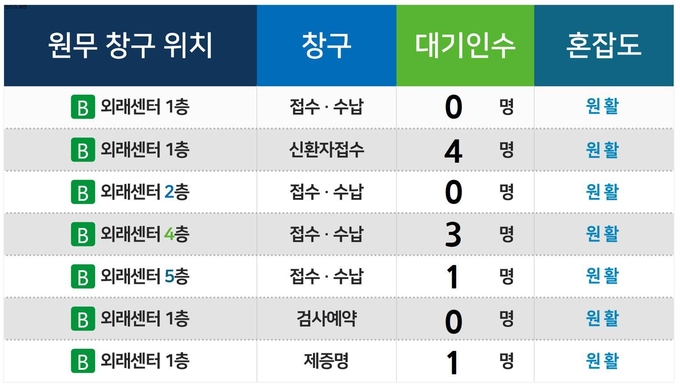 원무 창구 위치 창구 대기인수 혼잡도
B 외래센터 1층 접수 · 수납 0 명 원활
B 외래센터 1층 신환자접수 4 명 원활
B 외래센터 2층 접수 · 수납 0 명 원활
B 외래센터 4층 접수 · 수납 3 명 원활
B 외래센터 5층 접수 · 수납 1 명 원활
B 외래센터 1층 검사예약 0 명 원활
B 외래센터 1층 제증명 1 명 원활